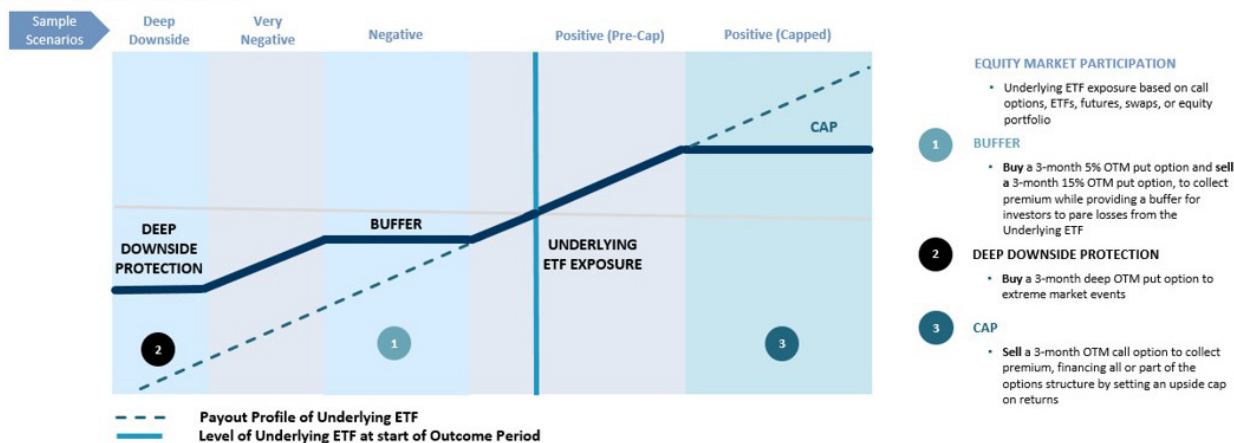 Sample
Scenarios
Deep
Downside
Very
Negative
Negative
Positive (Pre-Cap)
Positive (Capped)
CAP
DEEP
DOWNSIDE
PROTECTION
BUFFER
UNDERLYING
ETF EXPOSURE
2
1
3
Payout Profile of Underlying ETF
Level of Underlying ETF at start of Outcome Period
EQUITY MARKET PARTICIPATION
• Underlying ETF exposure based on call
options, ETFs, futures, swaps, or equity
portfolio
1
BUFFER
• Buy a 3-month 5% OTM put option and sell
a 3-month 15% OTM put option, to collect
premium while providing a buffer for
investors to pare losses from the
Underlying ETF
2
DEEP DOWNSIDE PROTECTION
• Buy a 3-month deep OTM put option to
extreme market events
3
CAP
• Sell a 3-month OTM call option to collect
premium, financing all or part of the
options structure by setting an upside cap
on returns